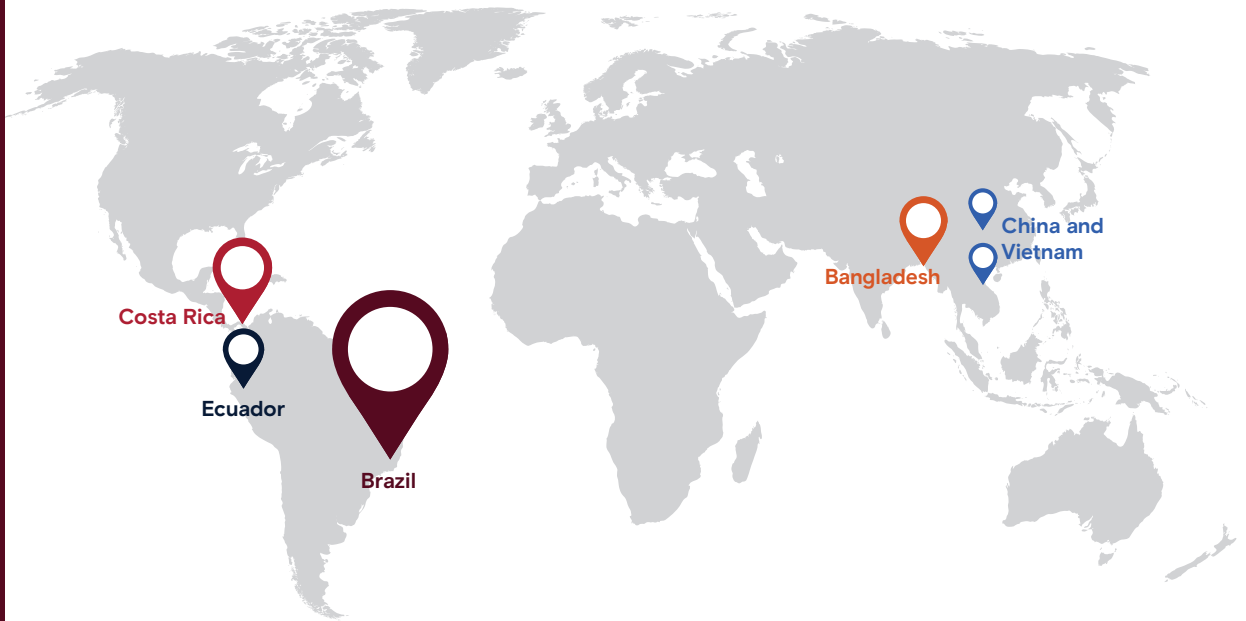 China and
Vietnam
Bangladesh
Costa Rica
Ecuador
Brazil